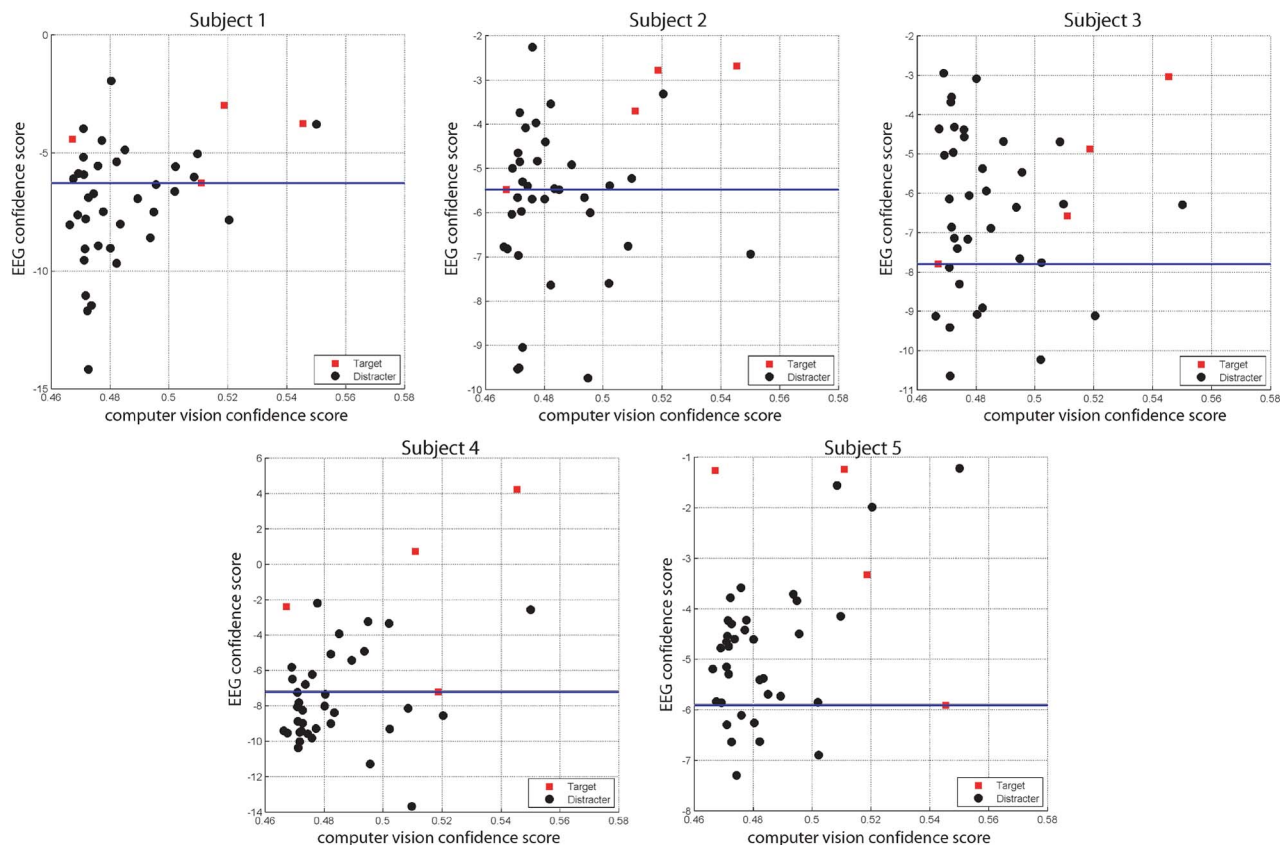 Subject 1
0
-5
-10
-15
EEG confidence score
0.46 0.48 0.5 0.52 0.54 0.56 0.58
computer vision confidence score
Target
Distracter
Subject 2
-2
-3
-4
-5
-6
-7
-8
-9
-10
EEG confidence score
0.46 0.48 0.5 0.52 0.54 0.56 0.58
computer vision confidence score
Target
Distracter
Subject 3
-2
-3
-4
-5
-6
-7
-8
-9
-10
-11
EEG confidence score
0.46 0.48 0.5 0.52 0.54 0.56 0.58
computer vision confidence score
Target
Distracter
Subject 4
6
4
2
0
-2
-4
-6
-8
-10
-12
-14
EEG confidence score
0.46 0.48 0.5 0.52 0.54 0.56 0.58
computer vision confidence score
Target
Distracter
Subject 5
-1
-2
-3
-4
-5
-6
-7
-8
EEG confidence score
0.46 0.48 0.5 0.52 0.54 0.56 0.58
computer vision confidence score
Target
Distracter